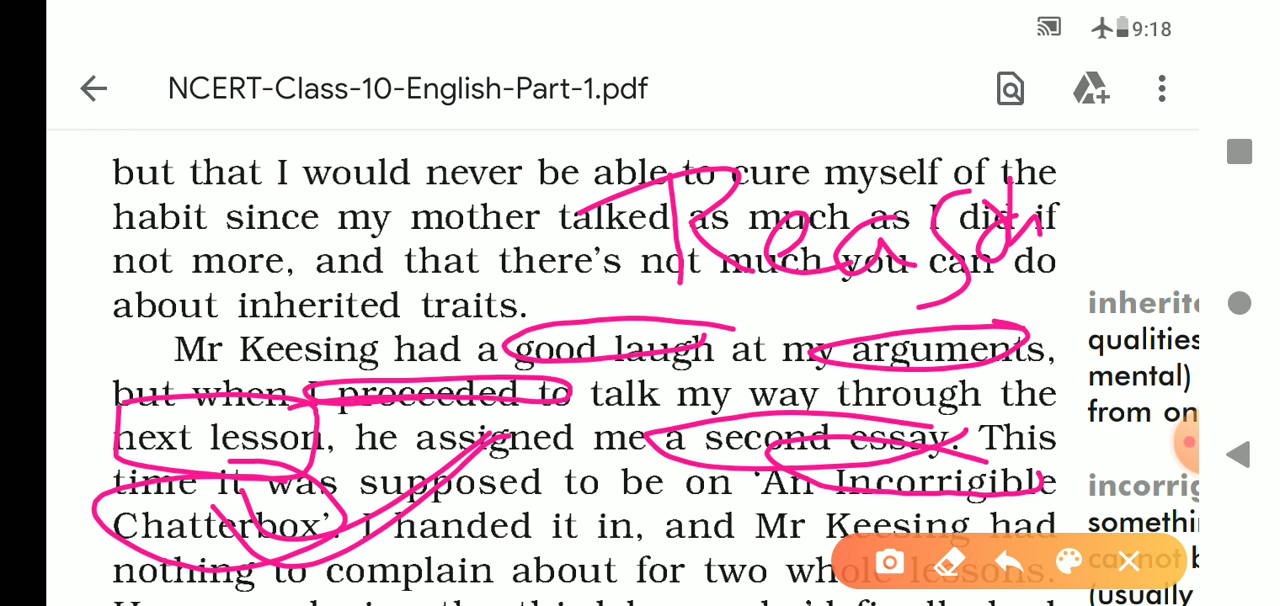 9:18
NCERT-Class-10-English-Part-1.pdf
but that I would never be able to cure myself of the
habit since my mother talked as much as I did if
not more, and that there's not much you can do
about inherited traits.
Mr Keesing had a good laugh at my arguments,
but when I proceeded to talk my way through the
next lesson, he assigned me a second essay. This
time it was supposed to be on ‘An Incorrigible
Chatterbox’. I handed it in, and Mr Keesing had
nothing to complain about for two whole lessons.
inherite
qualities
mental)
from on
incorrig
somethi
cannot b
(usually